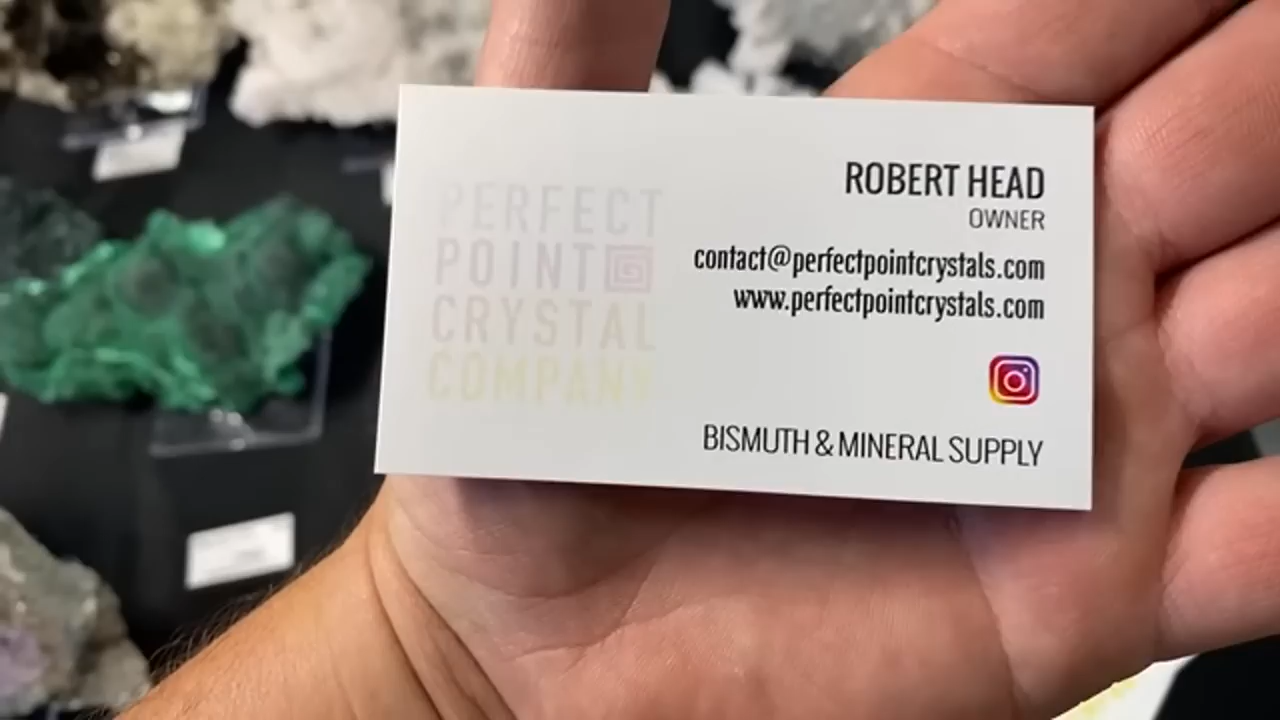 PERFECT
POINT
CRYSTAL
COMPANY
ROBERT HEAD
OWNER
contact@perfectpointcrystals.com
www.perfectpointcrystals.com
BISMUTH & MINERAL SUPPLY